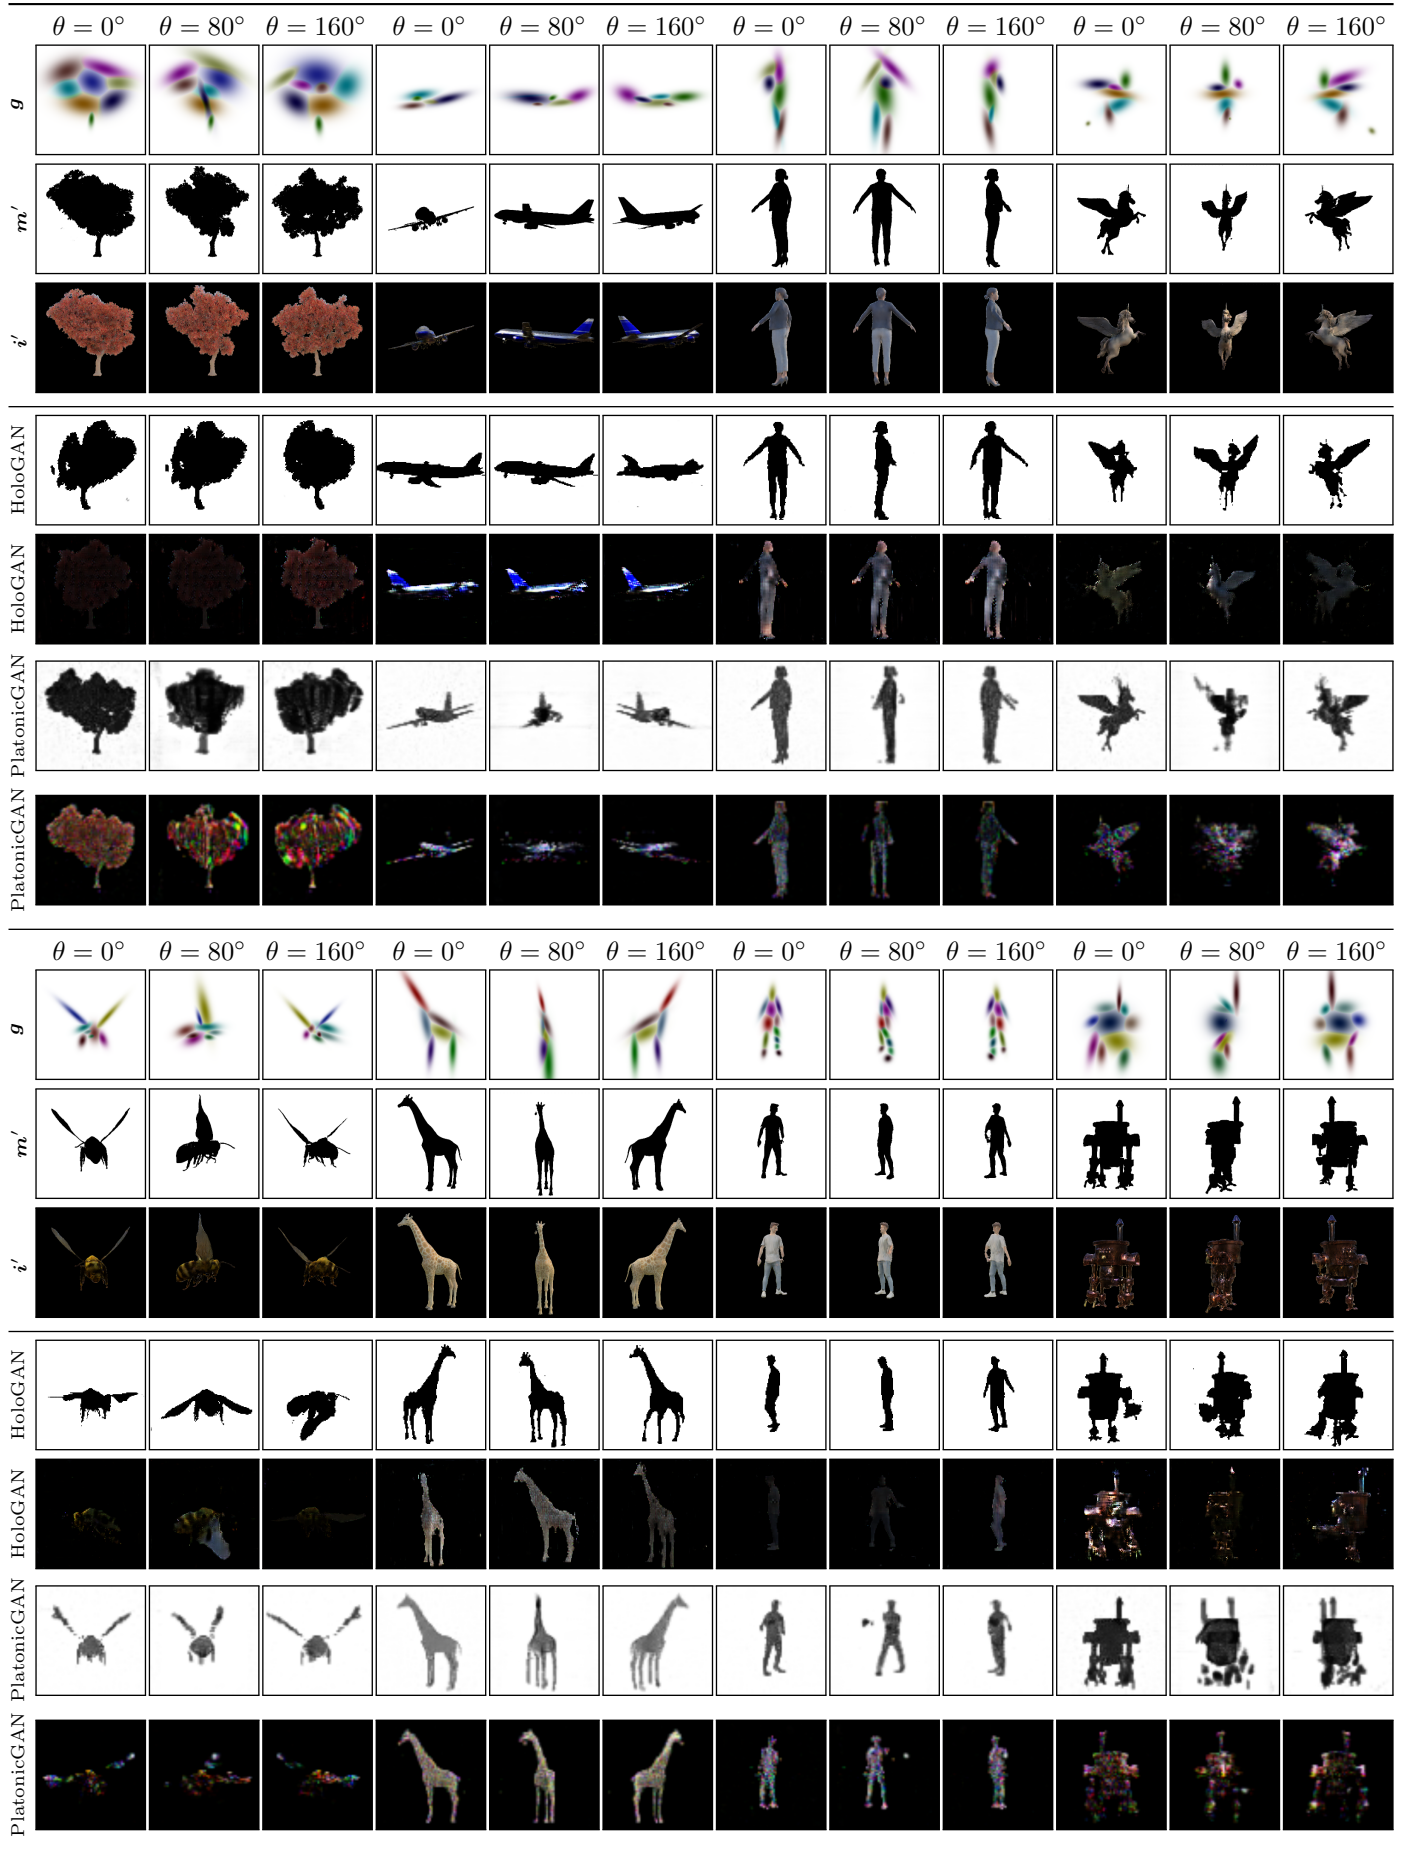 θ = 0° θ = 80° θ = 160° θ = 0° θ = 80° θ = 160° θ = 0° θ = 80° θ = 160° θ = 0° θ = 80° θ = 160°
g
m′
i′
HoloGAN
HoloGAN
PlatonicGAN
PlatonicGAN
θ = 0° θ = 80° θ = 160° θ = 0° θ = 80° θ = 160° θ = 0° θ = 80° θ = 160° θ = 0° θ = 80° θ = 160°
g
m′
i′
HoloGAN
HoloGAN
PlatonicGAN
PlatonicGAN